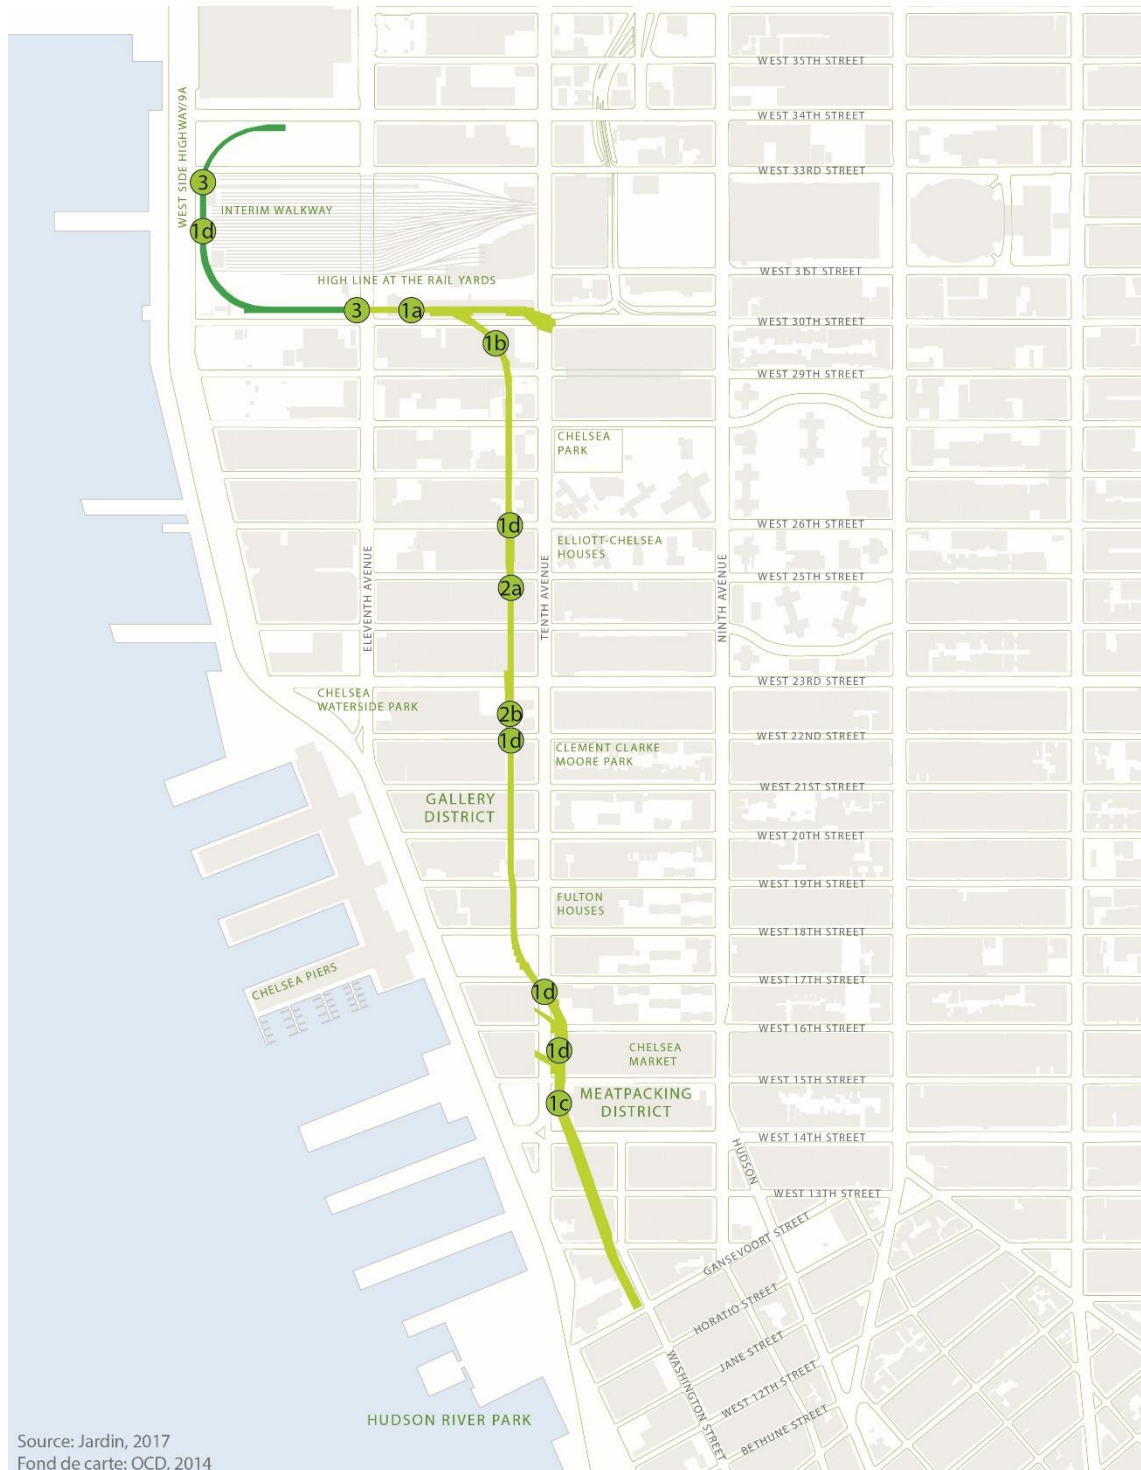 WEST 35TH STREET
WEST 34TH STREET
WEST SIDE HIGHWAY/9A
WEST 33RD STREET
3
INTERIM WALKWAY
1d
WEST 31ST STREET
HIGH LINE AT THE RAIL YARDS
3
1a
WEST 30TH STREET
1b
WEST 29TH STREET
CHELSEA
PARK
1d
WEST 26TH STREET
ELLIOTT-CHELSEA
HOUSES
ELEVENTH AVENUE
TENTH AVENUE
NINTH AVENUE
WEST 25TH STREET
2a
WEST 23RD STREET
CHELSEA
WATERSIDE PARK
2b
WEST 22ND STREET
1d
CLEMENT CLARKE
MOORE PARK
WEST 21ST STREET
GALLERY
DISTRICT
WEST 20TH STREET
WEST 19TH STREET
FULTON
HOUSES
WEST 18TH STREET
CHELSEA PIERS
WEST 17TH STREET
1d
WEST 16TH STREET
1d
CHELSEA
MARKET
WEST 15TH STREET
1c
MEATPACKING
DISTRICT
WEST 14TH STREET
HUDSON
WEST 13TH STREET
GANSEVOORT STREET
HORATIO STREET
JANE STREET
WEST 12TH STREET
WASHINGTON STREET
BETHUNE STREET
HUDSON RIVER PARK
Source: Jardin, 2017
Fond de carte: OCD, 2014